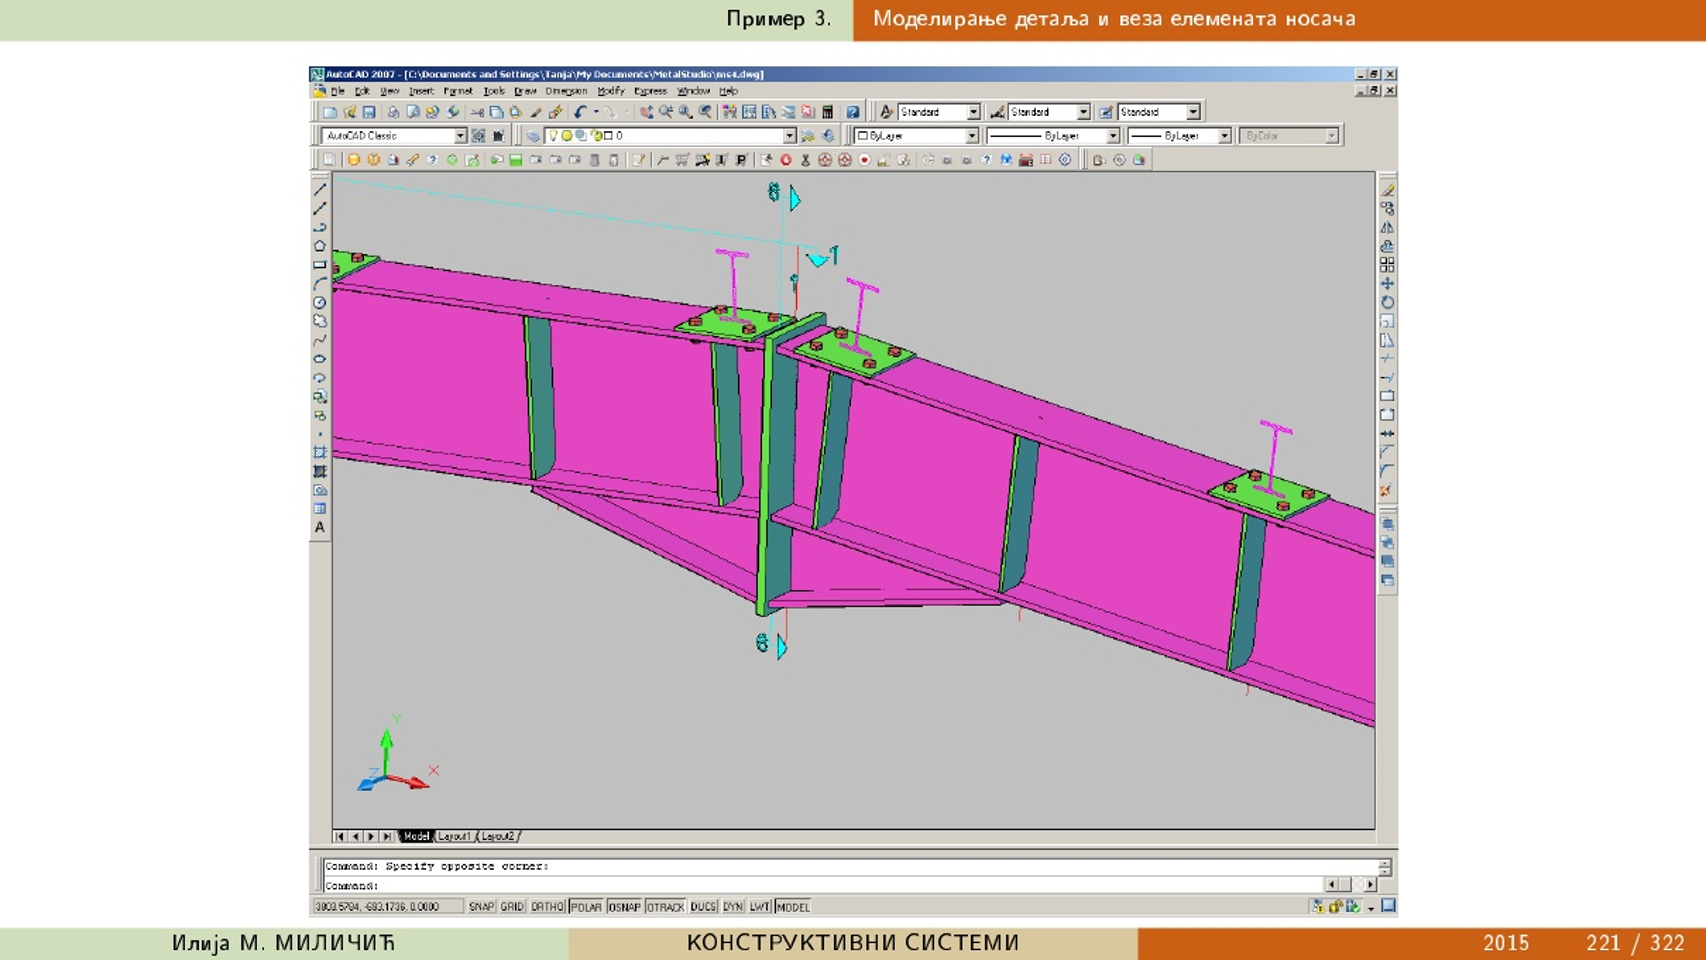 Пример 3.
Моделирање детаља и веза елемената носача
AutoCAD 2007 - [C:\Documents and Settings\Tanja\My Documents\MetalStudio\ms4.dwg]
File Edit View Insert Format Tools Draw Dimension Modify Express Window Help
Standard Standard Standard
AutoCAD Classic 0 ByLayer ByLayer ByLayer ByColor
1
1
6
Y
Z X
Model Layout1 Layout2
Command: Specify opposite corner:
Command:
3803.5784, -693.1736, 0.0000 SNAP GRID ORTHO POLAR OSNAP OTRACK DUCS DYN LWT MODEL
Илија М. МИЛИЧИЋ
КОНСТРУКТИВНИ СИСТЕМИ
2015 221 / 322